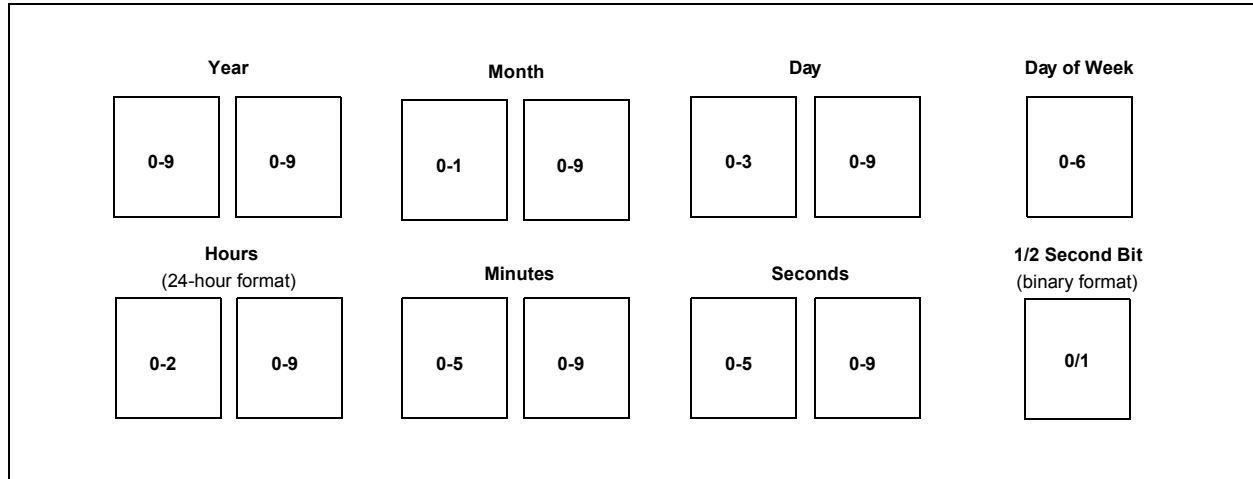 Year Month Day Day of Week
0-9 0-9 0-1 0-9 0-3 0-9 0-6
Hours
(24-hour format)
Minutes
Seconds
1/2 Second Bit
(binary format)
0-2 0-9 0-5 0-9 0-5 0-9 0/1